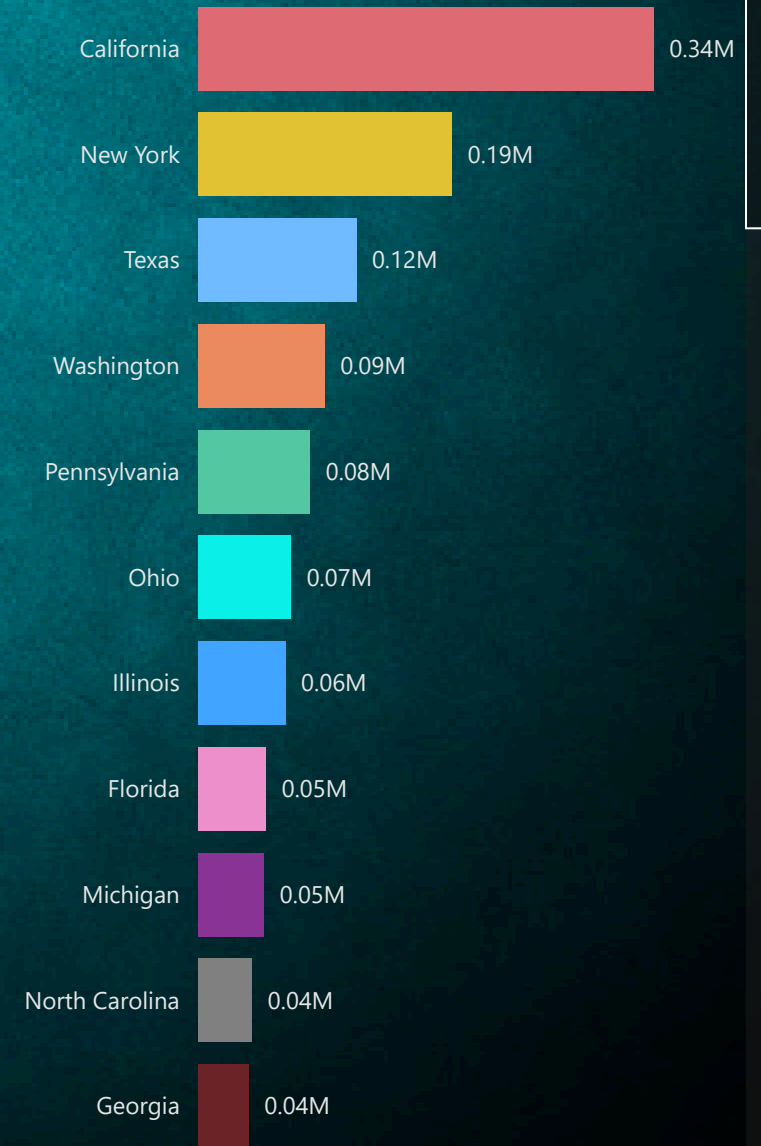 California 0.34M
New York 0.19M
Texas 0.12M
Washington 0.09M
Pennsylvania 0.08M
Ohio 0.07M
Illinois 0.06M
Florida 0.05M
Michigan 0.05M
North Carolina 0.04M
Georgia 0.04M